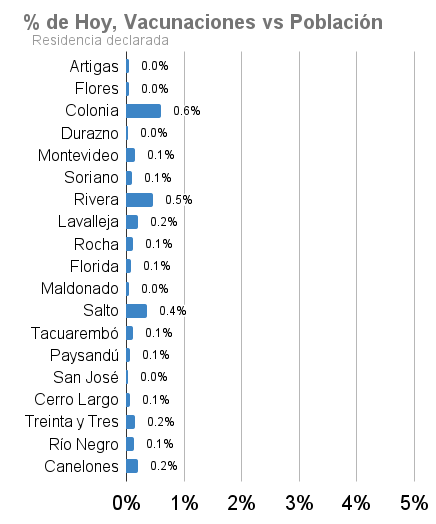 % de Hoy, Vacunaciones vs Población
Residencia declarada
Artigas 0.0%
Flores 0.0%
Colonia 0.6%
Durazno 0.0%
Montevideo 0.1%
Soriano 0.1%
Rivera 0.5%
Lavalleja 0.2%
Rocha 0.1%
Florida 0.1%
Maldonado 0.0%
Salto 0.4%
Tacuarembó 0.1%
Paysandú 0.1%
San José 0.0%
Cerro Largo 0.1%
Treinta y Tres 0.2%
Río Negro 0.1%
Canelones 0.2%
0% 1% 2% 3% 4% 5%